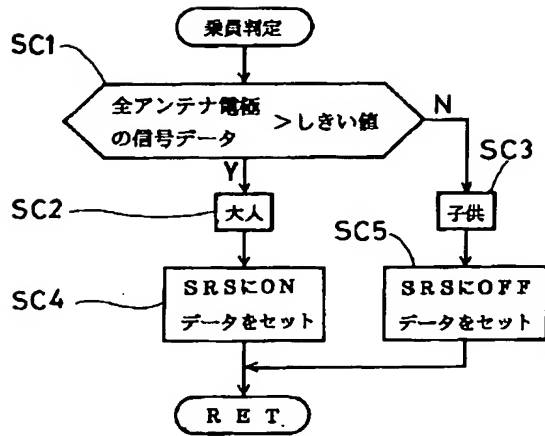 乗員判定
SC1
全アンテナ電極
の信号データ
>しきい値
N
Y
SC3
SC2
大人
子供
SC5
SC4
SRSにON
データをセット
SRSにOFF
データをセット
RET.